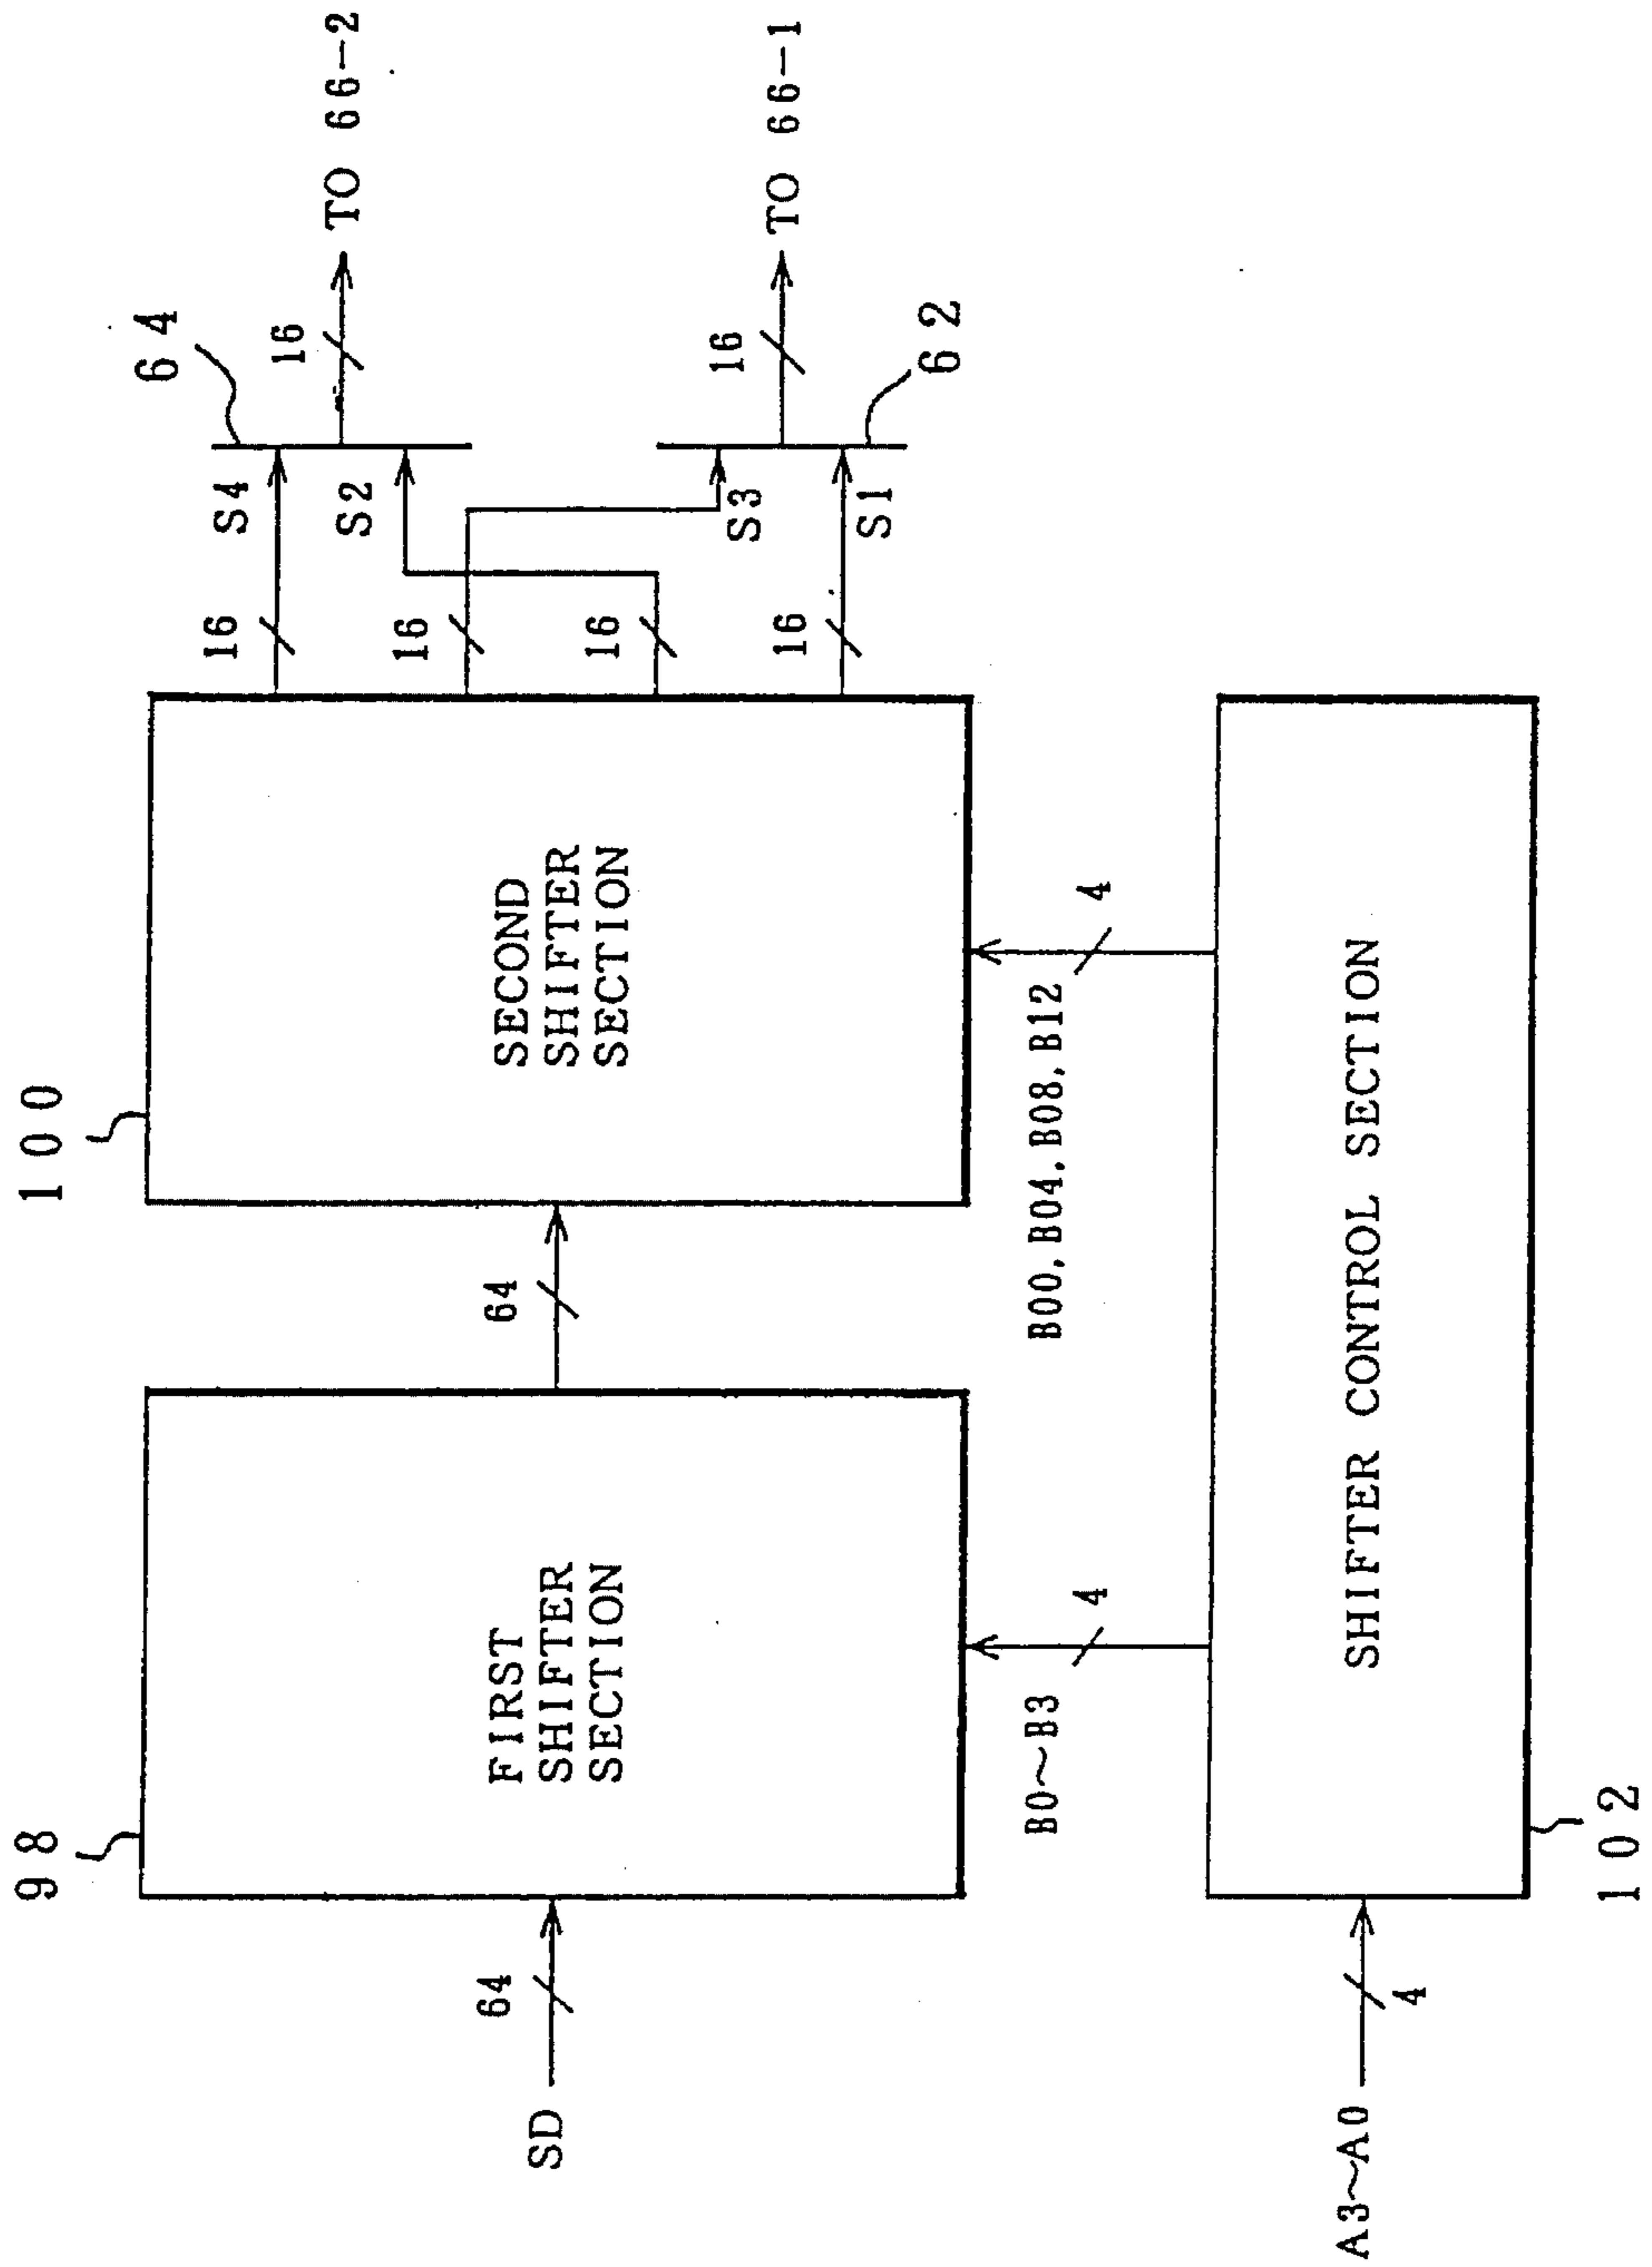 98
100
SD
64
FIRST
SHIFTER
SECTION
64
SECOND
SHIFTER
SECTION
16
16
16
16
S4
S2
S3
S1
64
62
16
16
TO 66-2
TO 66-1
B0~B3
4
B00, B04, B08, B12
4
A3~A0
4
SHIFTER CONTROL SECTION
102